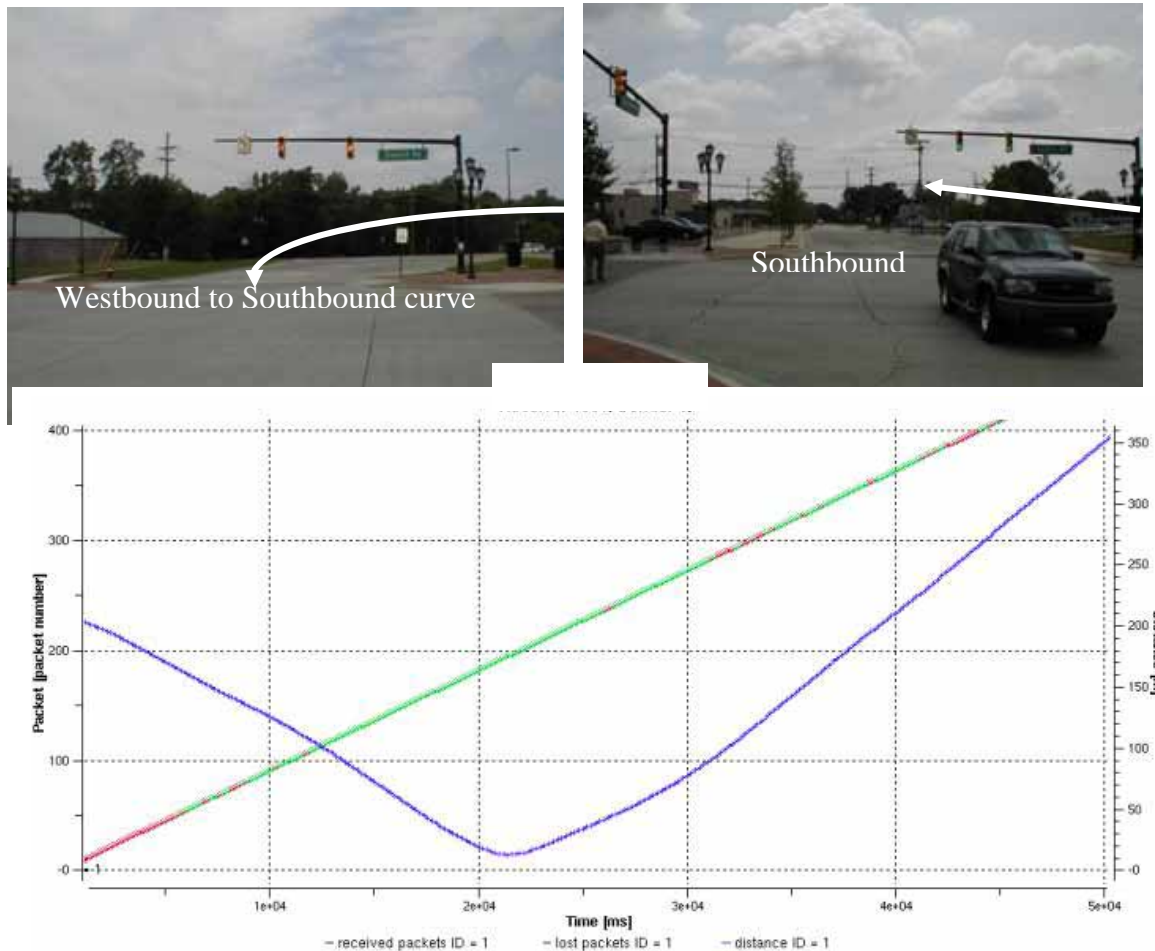 Westbound to Southbound curve
Southbound
Packet [packet number]
400
300
200
100
-0
1
350
300
250
200
150
100
50
-0
1e+04
2e+04
3e+04
4e+04
5e+04
Time [ms]
– received packets ID = 1
– lost packets ID = 1
– distance ID = 1